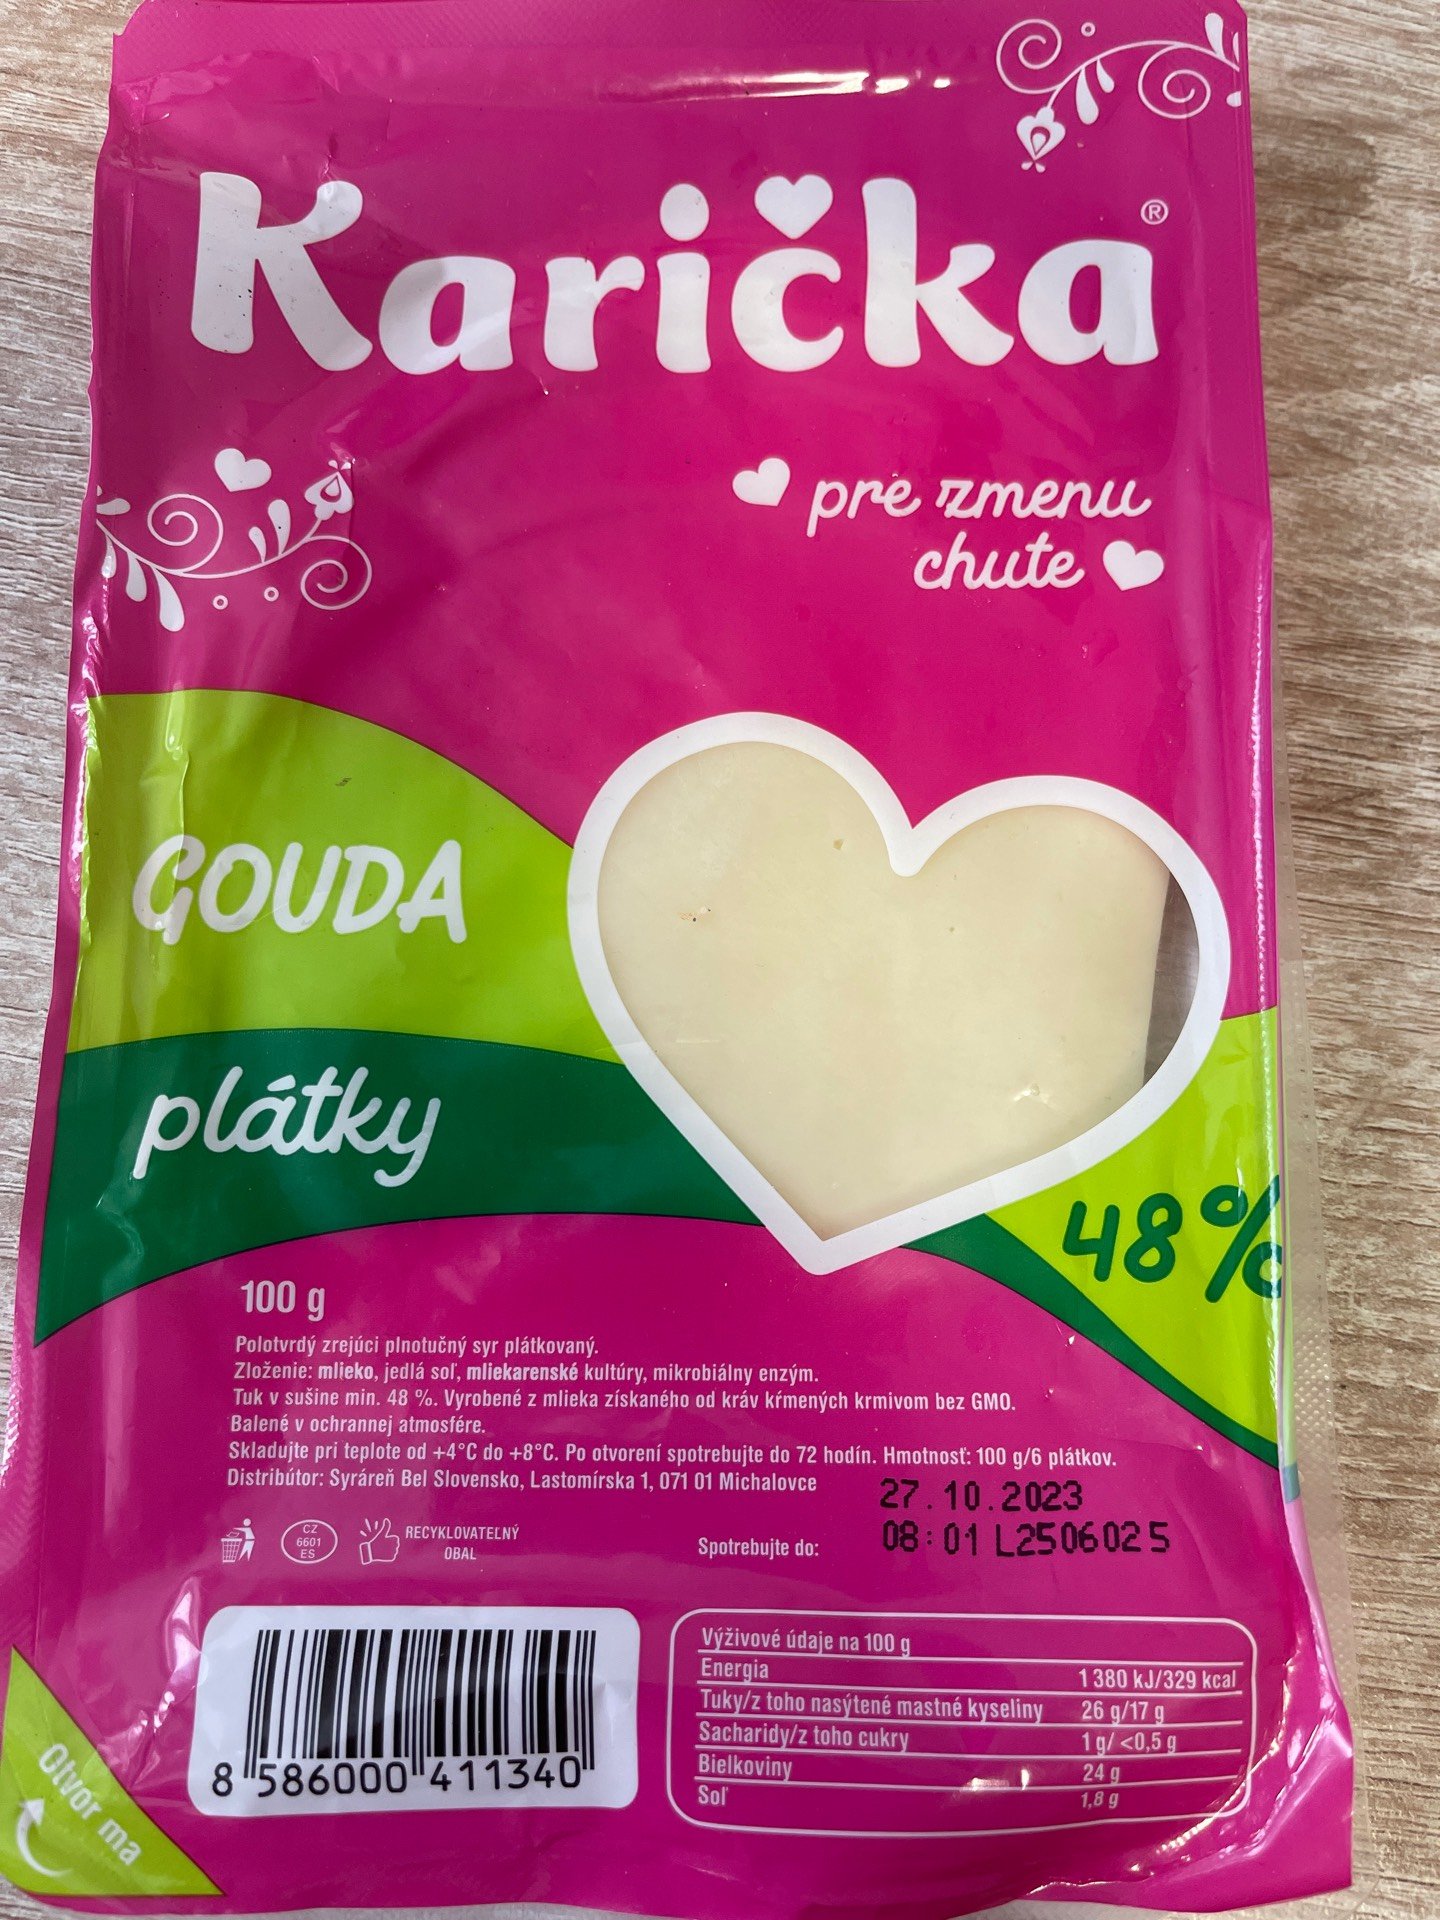 Karička®
pre zmenu
chute
GOUDA
plátky
48%
100 g
Polotvrdý zrejúci plnotučný syr plátkovaný.
Zloženie: mlieko, jedlá soľ, mliekarenské kultúry, mikrobiálny enzým.
Tuk v sušine min. 48 %. Vyrobené z mlieka získaného od kráv kŕmených krmivom bez GMO.
Balené v ochrannej atmosfére.
Skladujte pri teplote od +4°C do +8°C. Po otvorení spotrebujte do 72 hodín. Hmotnosť: 100 g/6 plátkov.
Distribútor: Syráreň Bel Slovensko, Lastomírska 1, 071 01 Michalovce
27.10.2023
08:01 L2506025
Spotrebujte do:
CZ
6601
ES
RECYKLOVATEĽNÝ
OBAL
8 586000 411340
Výživové údaje na 100 g
Energia 1 380 kJ/329 kcal
Tuky/z toho nasýtené mastné kyseliny 26 g/17 g
Sacharidy/z toho cukry 1 g/ <0,5 g
Bielkoviny 24 g
Soľ 1,8 g
Otvor ma